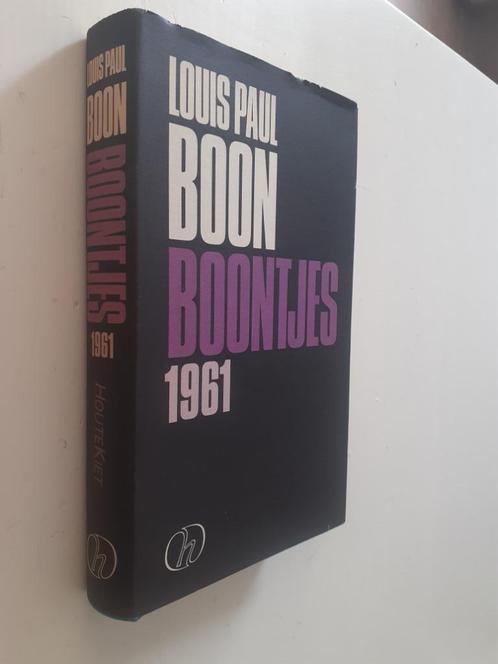 LOUIS PAUL
BOON
BOONTJES
1961
LOUIS PAUL
BOON
BOONTJES
1961
HOUTEKIET
h